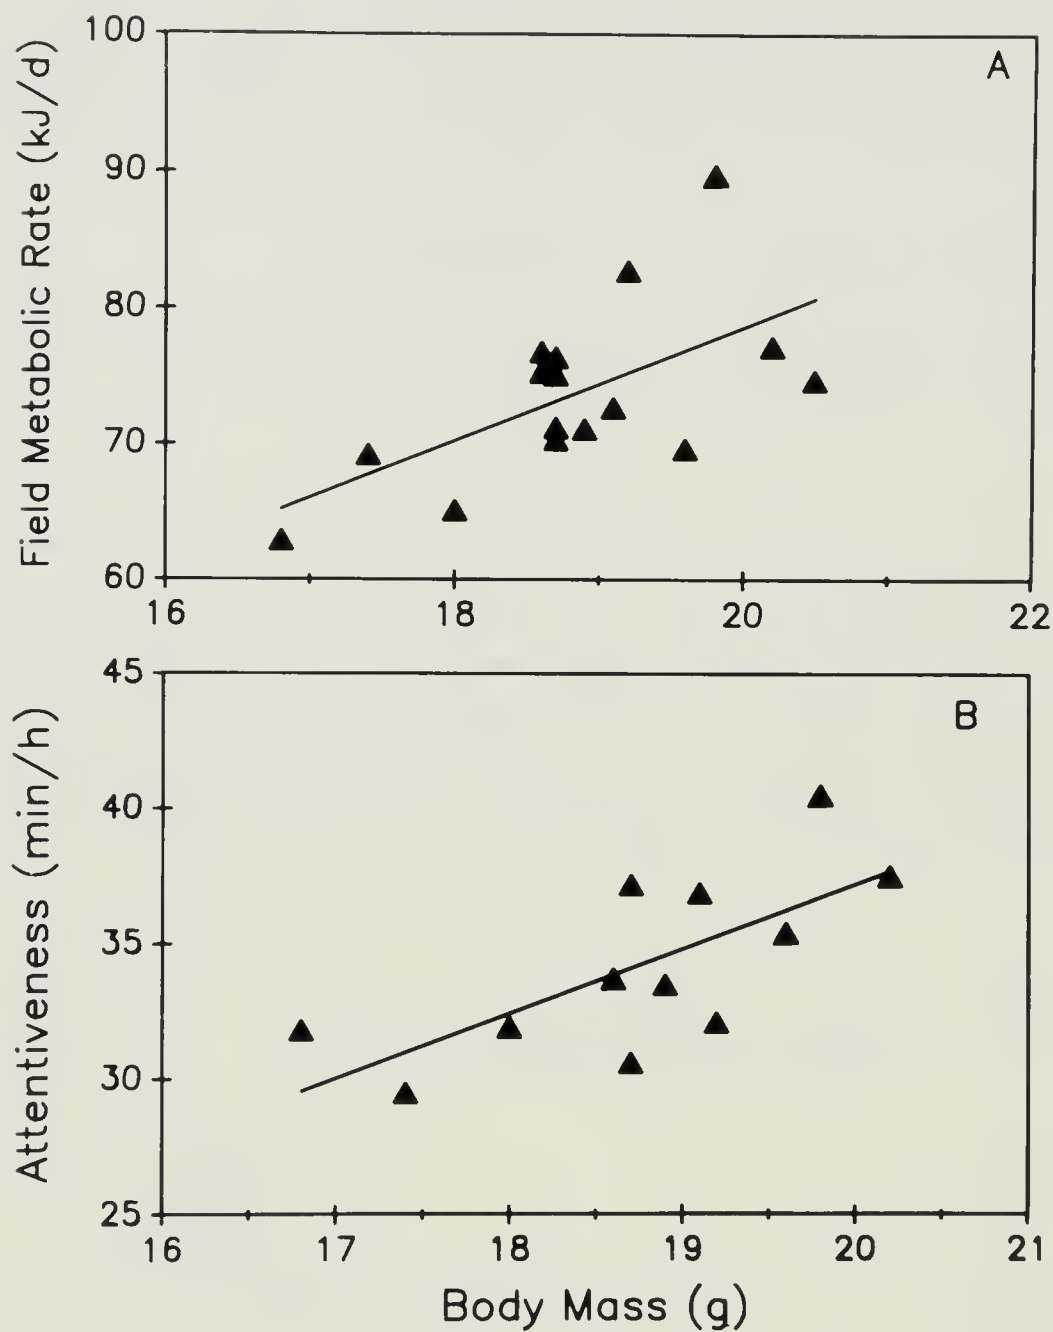 100
90
80
70
60
Field Metabolic Rate (kJ/d)
A
16 18 20 22
45
40
35
30
25
Attentiveness (min/h)
B
16 17 18 19 20 21
Body Mass (g)